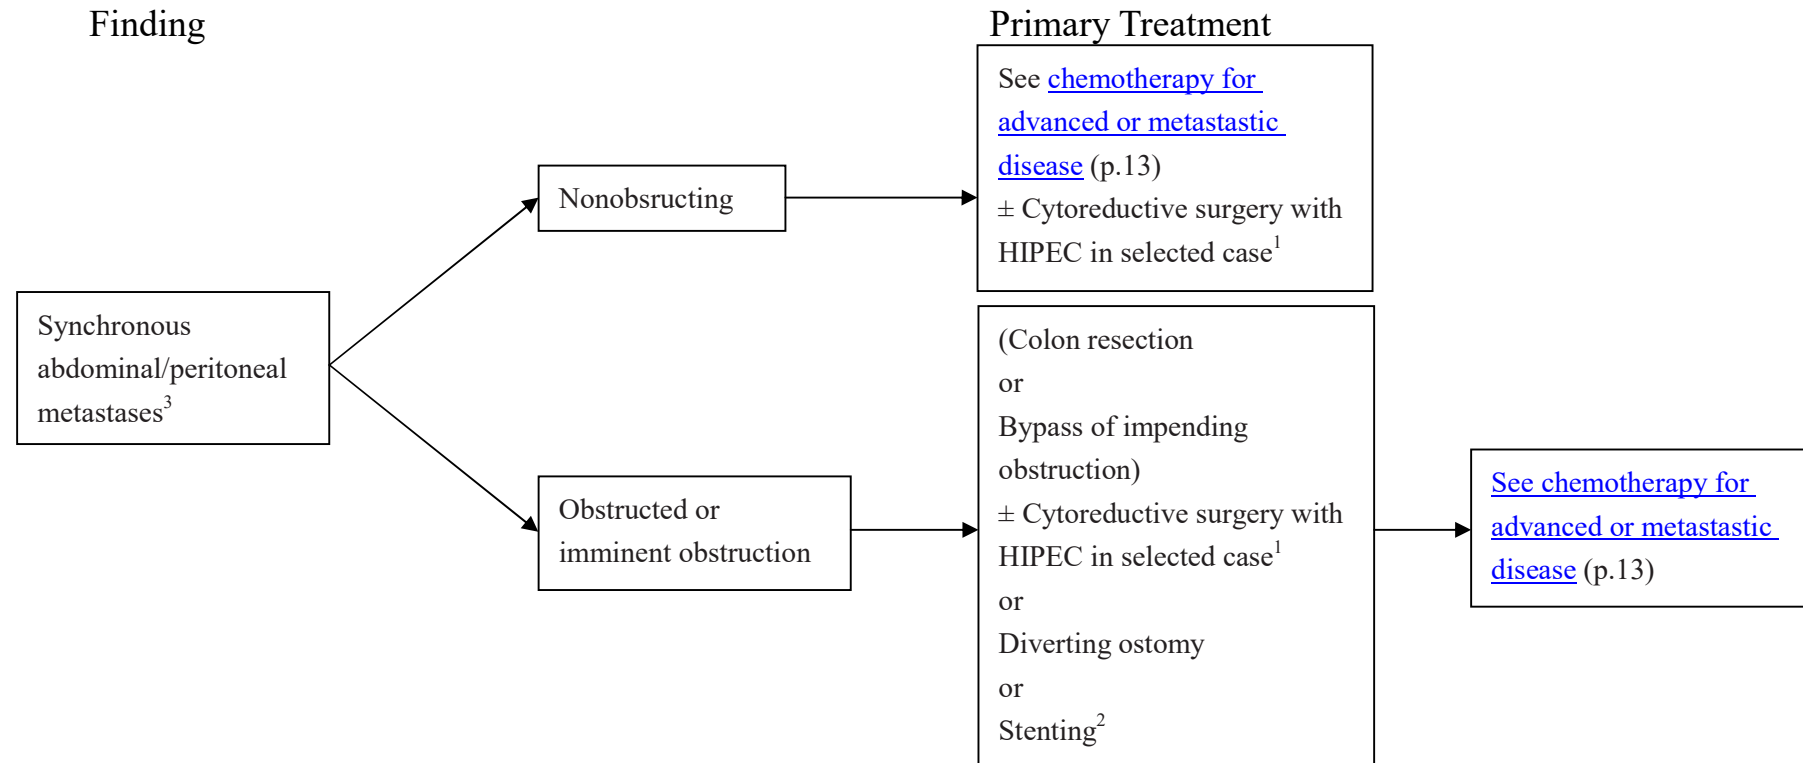 Finding
Primary Treatment
Synchronous
abdominal/peritoneal
metastases³
Nonobsructing
See chemotherapy for
advanced or metastastic
disease (p.13)
± Cytoreductive surgery with
HIPEC in selected case¹
Obstructed or
imminent obstruction
(Colon resection
or
Bypass of impending
obstruction)
± Cytoreductive surgery with
HIPEC in selected case¹
or
Diverting ostomy
or
Stenting²
See chemotherapy for
advanced or metastastic
disease (p.13)